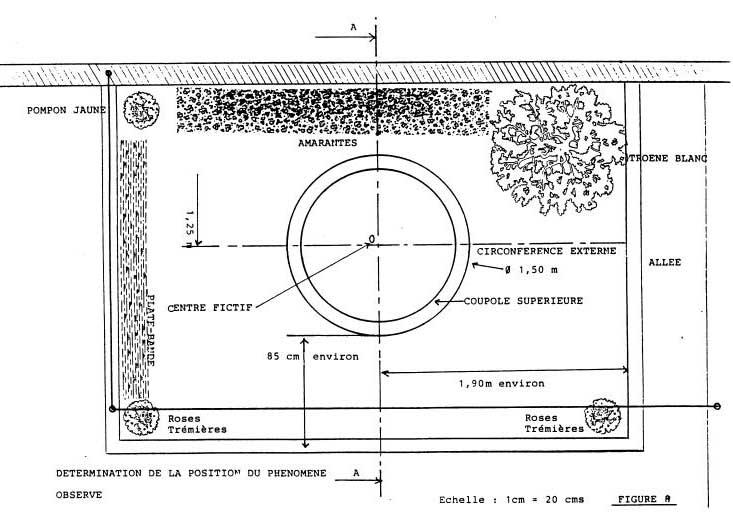 A
POMPON JAUNE
AMARANTES
TROENE BLANC
1,25 m
O
CIRCONFERENCE EXTERNE
Ø 1,50 m
ALLEE
CENTRE FICTIF
COUPOLE SUPERIEURE
PLATE-BANDE
85 cm environ
1,90m environ
Roses
Trémières
Roses
Trémières
DETERMINATION DE LA POSITION DU PHENOMENE
OBSERVE
A
Echelle : 1cm = 20 cms
FIGURE A